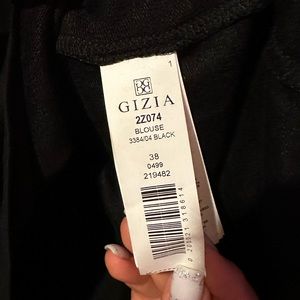 1
GIZIA
2Z074
BLOUSE
3384/04 BLACK
38
0499
219482